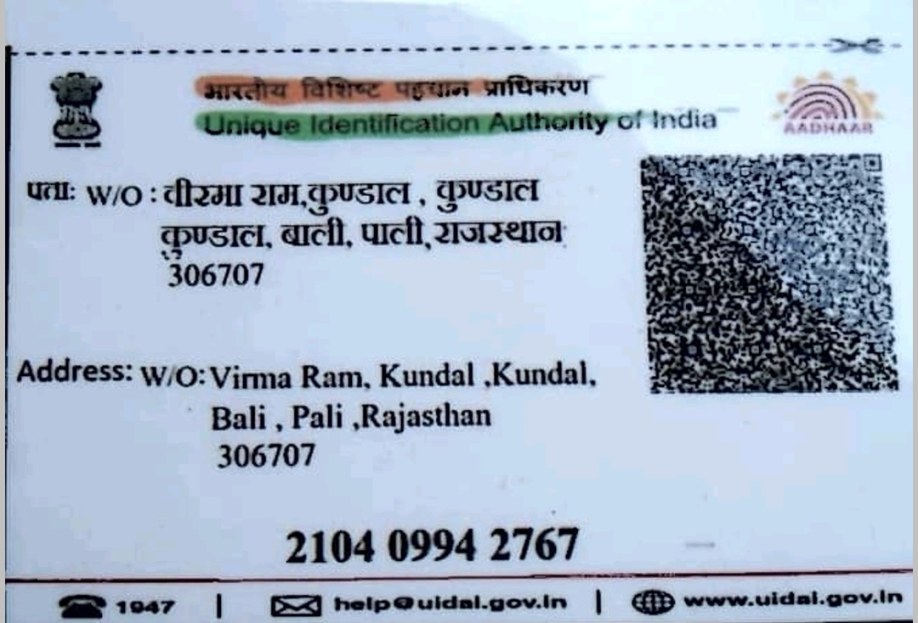 भारतीय विशिष्ट पहचान प्राधिकरण
Unique Identification Authority of India
AADHAAR
पता: W/O : वीरमा राम,कुण्डाल , कुण्डाल
कुण्डाल, बाली, पाली,राजस्थान
306707
Address: W/O: Virma Ram, Kundal ,Kundal,
Bali , Pali ,Rajasthan
306707
2104 0994 2767
1947 | help@uidai.gov.in | www.uidai.gov.in